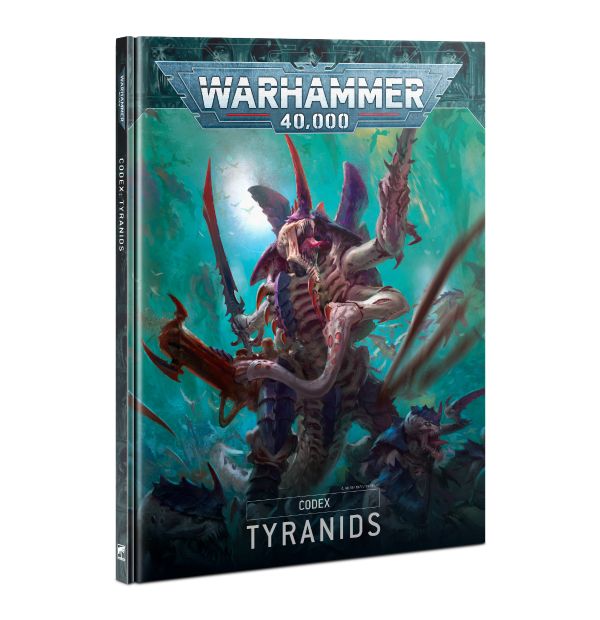 WARHAMMER
40,000
CODEX
TYRANIDS
WARHAMMER
CODEX: TYRANIDS